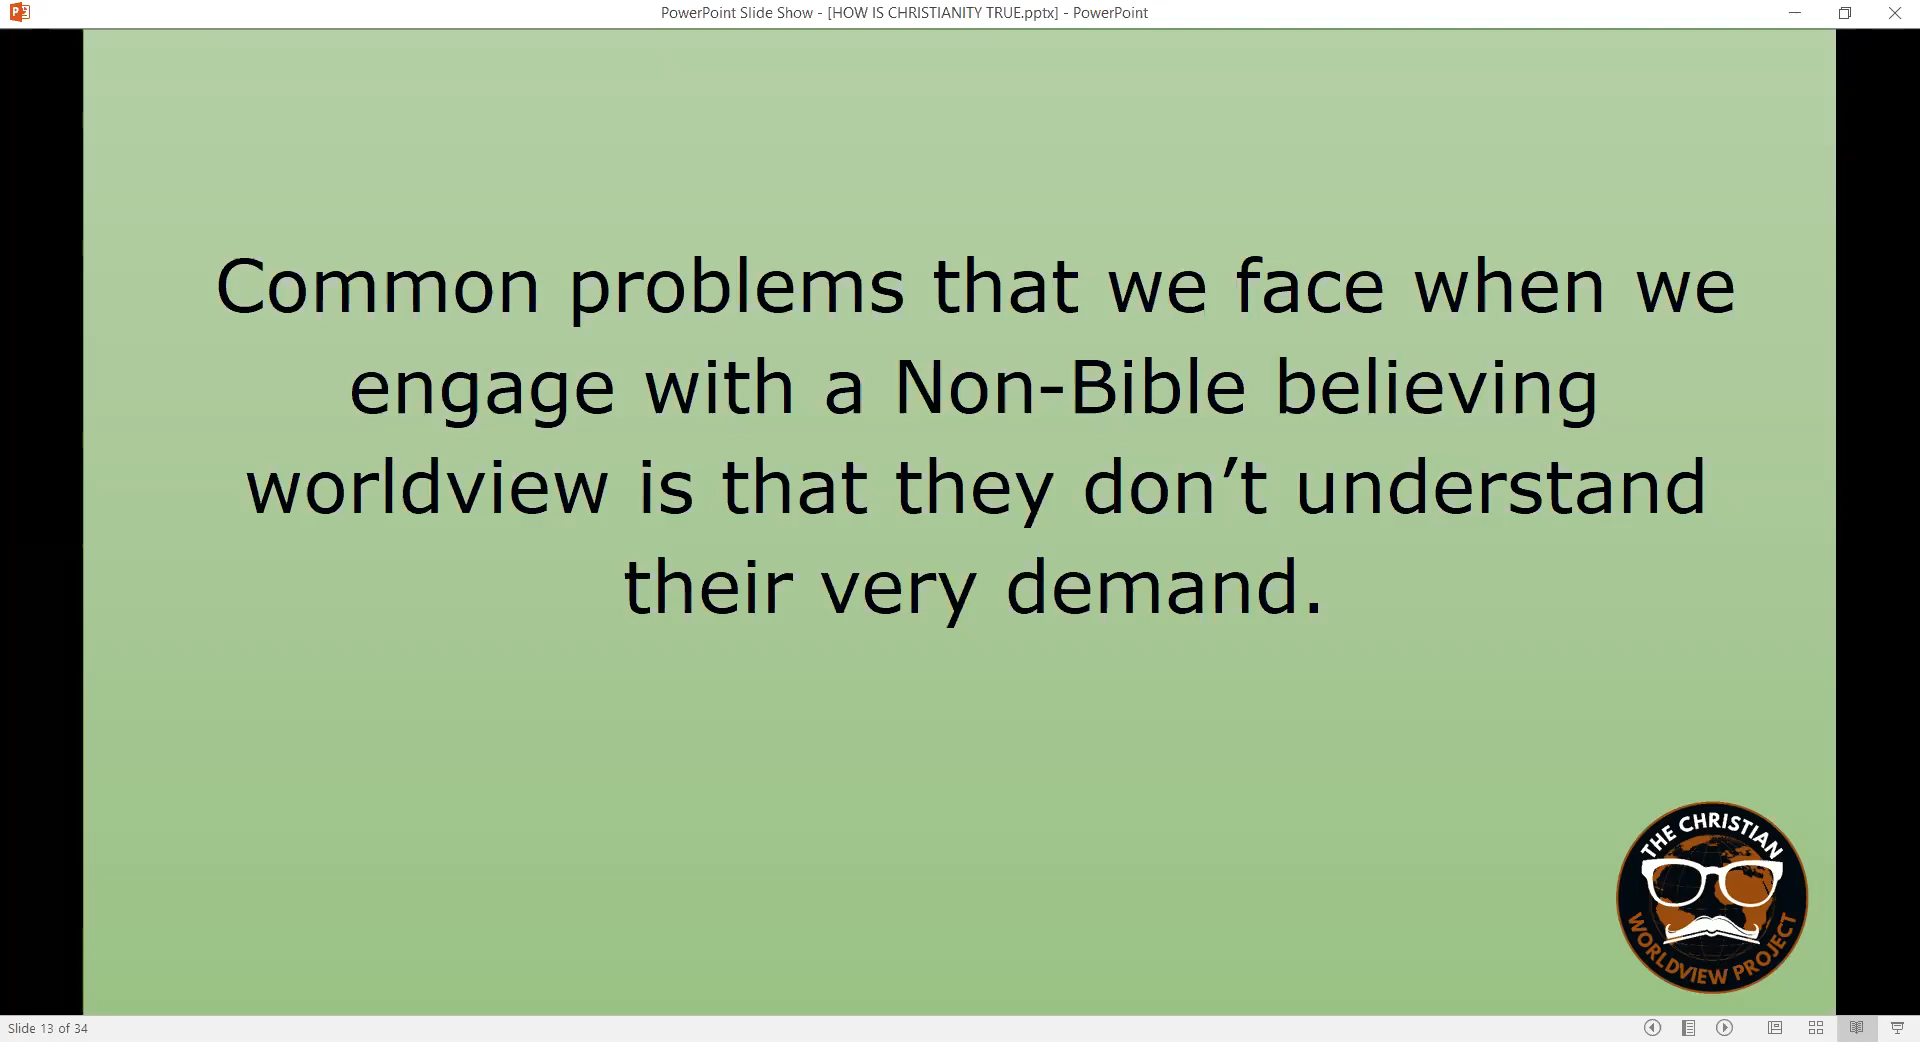 PowerPoint Slide Show - [HOW IS CHRISTIANITY TRUE.pptx] - PowerPoint
Common problems that we face when we
engage with a Non-Bible believing
worldview is that they don’t understand
their very demand.
THE CHRISTIAN
WORLDVIEW PROJECT
Slide 13 of 34